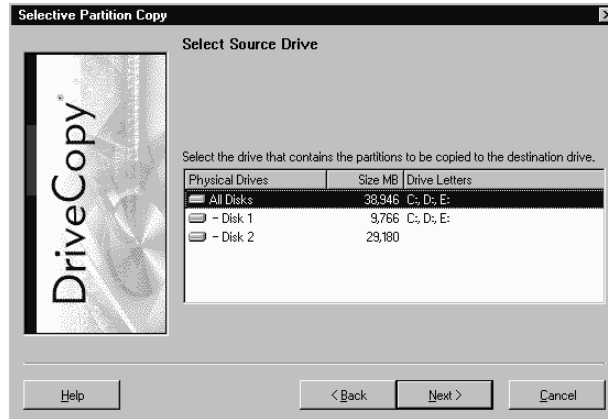 Selective Partition Copy
Select Source Drive
DriveCopy
Select the drive that contains the partitions to be copied to the destination drive.
Physical Drives Size MB Drive Letters
All Disks 38,946 C:, D:, E:
- Disk 1 9,766 C:, D:, E:
- Disk 2 29,180
Help < Back Next > Cancel